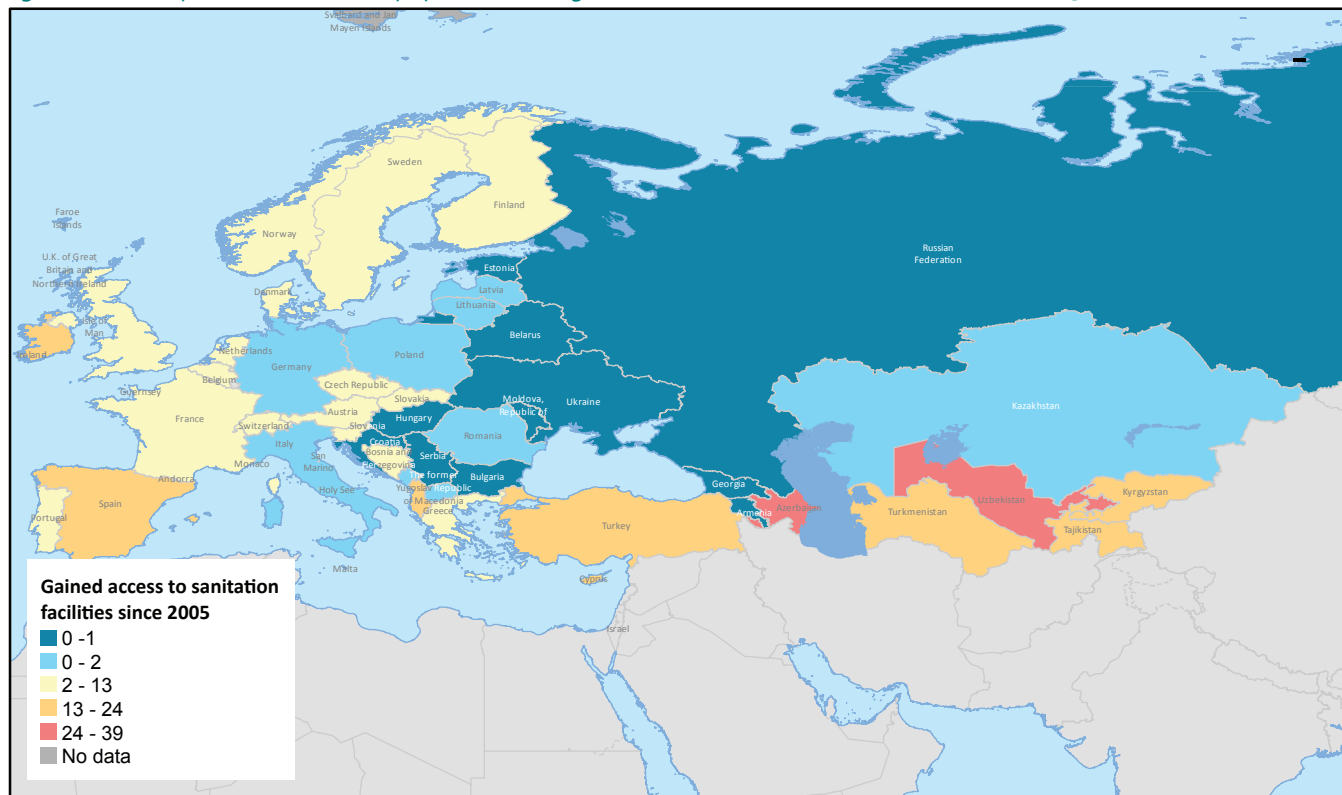 Svalbard and Jan
Mayen Islands
Sweden
Finland
Norway
Faroe
Islands
Russian
Federation
U.K. of Great
Britain and
Northern Ireland
Estonia
Latvia
Denmark
Lithuania
Isle of
Man
Belarus
Ireland
Netherlands
Poland
Germany
Belgium
Czech Republic
Guernsey
Slovakia
Moldova,
Republic of
Ukraine
Kazakhstan
Austria
France
Hungary
Switzerland
Slovenia
Romania
Croatia
Italy
Bosnia and
Herzegovina
Serbia
San
Marino
Monaco
Andorra
Bulgaria
The former
Yugoslav
Republic
of Macedonia
Georgia
Holy See
Uzbekistan
Kyrgyzstan
Spain
Portugal
Azerbaijan
Armenia
Turkmenistan
Greece
Turkey
Tajikistan
Malta
Cyprus
Israel
Gained access to sanitation
facilities since 2005
0 -1
0 - 2
2 - 13
13 - 24
24 - 39
No data